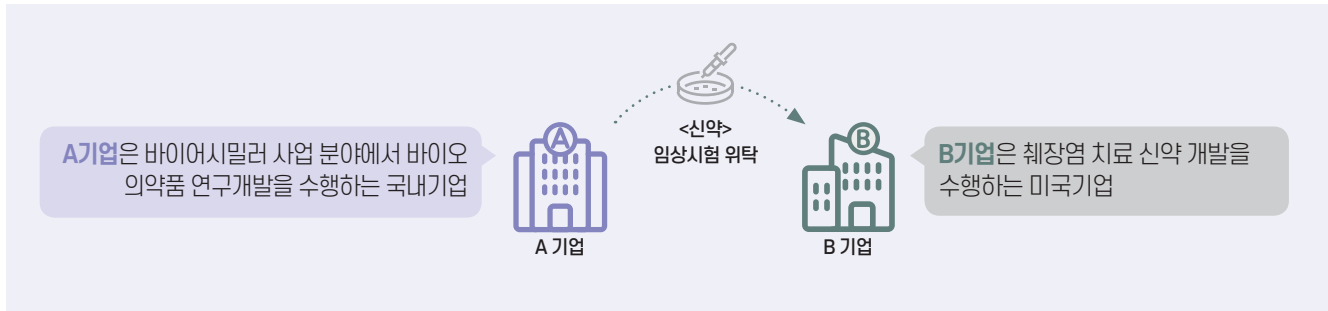 A기업은 바이어시밀러 사업 분야에서 바이오
의약품 연구개발을 수행하는 국내기업
A
A 기업
<신약>
임상시험 위탁
B
B 기업
B기업은 췌장염 치료 신약 개발을
수행하는 미국기업